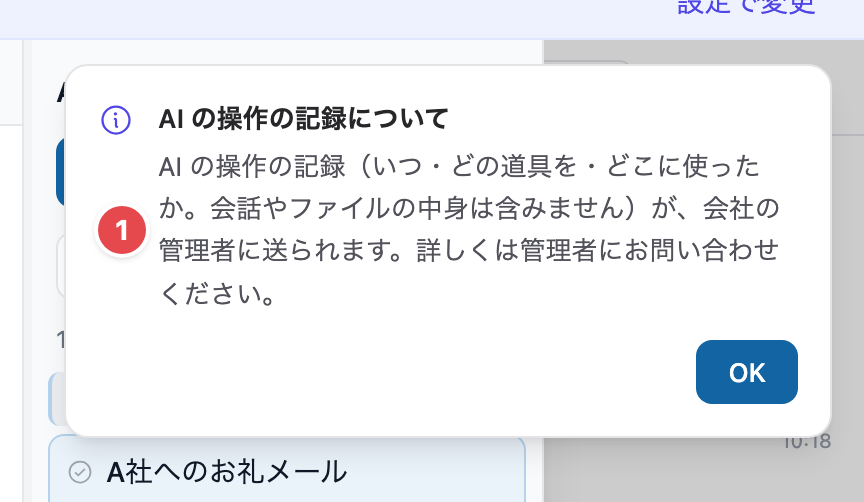 設定で変更
AI の操作の記録について
AI の操作の記録（いつ・どの道具を・どこに使った
か。会話やファイルの中身は含みません）が、会社の
1
管理者に送られます。詳しくは管理者にお問い合わせ
ください。
OK
10:18
A社へのお礼メール